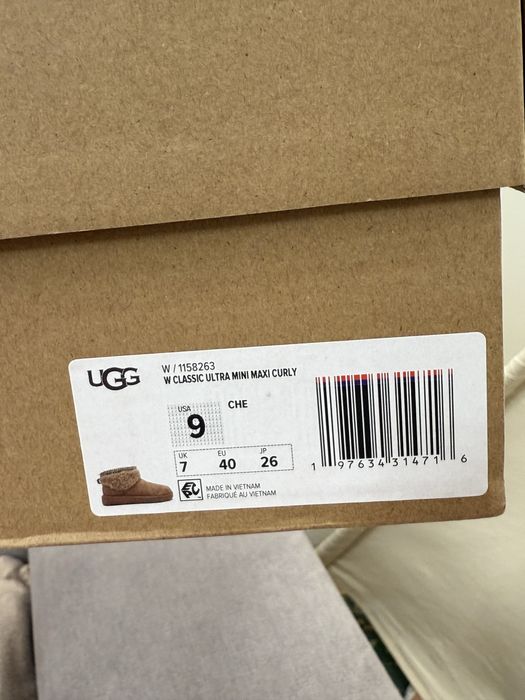 UGG
W / 1158263
W CLASSIC ULTRA MINI MAXI CURLY
USA
9
CHE
UK
7
EU
40
JP
26
MADE IN VIETNAM
FABRIQUÉ AU VIETNAM
1 97634 31471 6